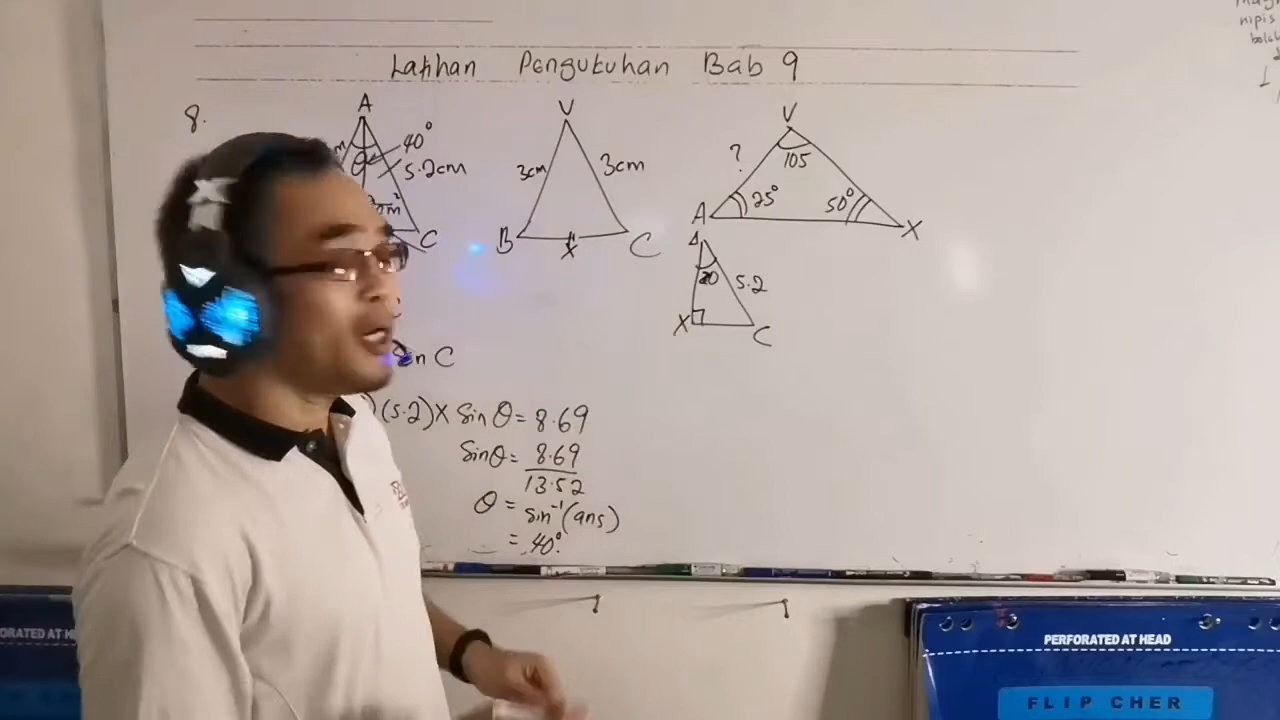 Latihan Pengukuhan Bab 9
8.
A
40°
5.2cm
m
θ
C
V
3cm
3cm
B
X
C
V
?
105
25°
50°
A
X
A
20
5.2
X
C
C
(5.2) X Sin θ = 8.69
Sin θ = 8.69
13.52
θ = sin⁻¹ (ans)
= 40°.
nipis
PERFORATED AT HEAD
FLIP CHER